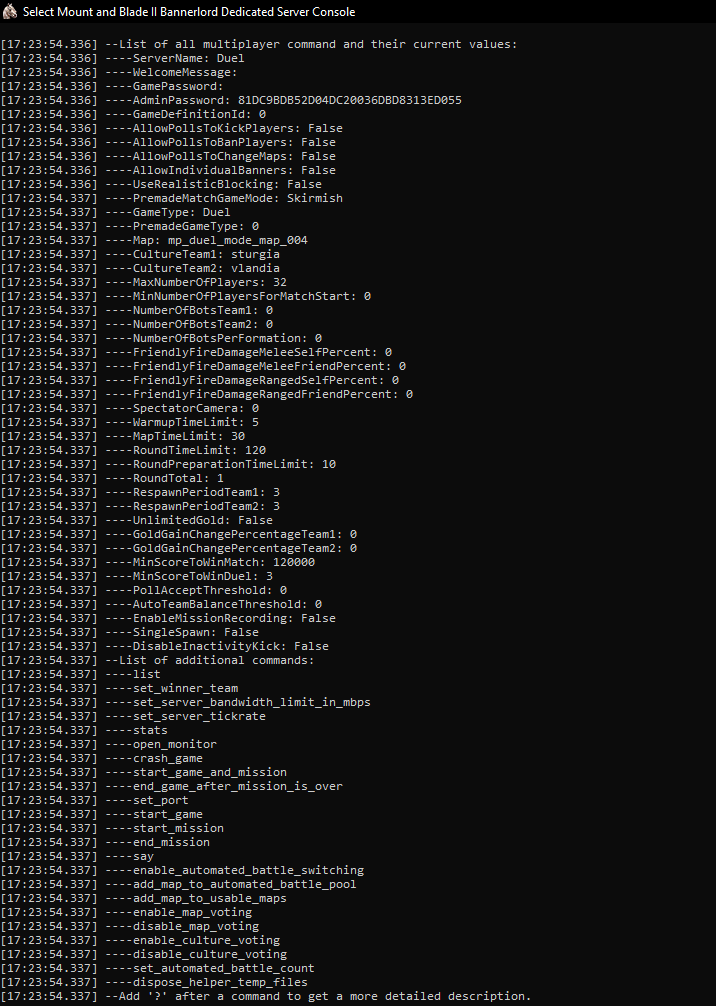 Select Mount and Blade II Bannerlord Dedicated Server Console
[17:23:54.336] --List of all multiplayer command and their current values:
[17:23:54.336] ----ServerName: Duel
[17:23:54.336] ----WelcomeMessage:
[17:23:54.336] ----GamePassword:
[17:23:54.336] ----AdminPassword: 81DC9BDB52D04DC20036DBD8313ED055
[17:23:54.336] ----GameDefinitionId: 0
[17:23:54.336] ----AllowPollsToKickPlayers: False
[17:23:54.336] ----AllowPollsToBanPlayers: False
[17:23:54.336] ----AllowPollsToChangeMaps: False
[17:23:54.336] ----AllowIndividualBanners: False
[17:23:54.336] ----UseRealisticBlocking: False
[17:23:54.337] ----PremadeMatchGameMode: Skirmish
[17:23:54.337] ----GameType: Duel
[17:23:54.337] ----PremadeGameType: 0
[17:23:54.337] ----Map: mp_duel_mode_map_004
[17:23:54.337] ----CultureTeam1: sturgia
[17:23:54.337] ----CultureTeam2: vlandia
[17:23:54.337] ----MaxNumberOfPlayers: 32
[17:23:54.337] ----MinNumberOfPlayersForMatchStart: 0
[17:23:54.337] ----NumberOfBotsTeam1: 0
[17:23:54.337] ----NumberOfBotsTeam2: 0
[17:23:54.337] ----NumberOfBotsPerFormation: 0
[17:23:54.337] ----FriendlyFireDamageMeleeSelfPercent: 0
[17:23:54.337] ----FriendlyFireDamageMeleeFriendPercent: 0
[17:23:54.337] ----FriendlyFireDamageRangedSelfPercent: 0
[17:23:54.337] ----FriendlyFireDamageRangedFriendPercent: 0
[17:23:54.337] ----SpectatorCamera: 0
[17:23:54.337] ----WarmupTimeLimit: 5
[17:23:54.337] ----MapTimeLimit: 30
[17:23:54.337] ----RoundTimeLimit: 120
[17:23:54.337] ----RoundPreparationTimeLimit: 10
[17:23:54.337] ----RoundTotal: 1
[17:23:54.337] ----RespawnPeriodTeam1: 3
[17:23:54.337] ----RespawnPeriodTeam2: 3
[17:23:54.337] ----UnlimitedGold: False
[17:23:54.337] ----GoldGainChangePercentageTeam1: 0
[17:23:54.337] ----GoldGainChangePercentageTeam2: 0
[17:23:54.337] ----MinScoreToWinMatch: 120000
[17:23:54.337] ----MinScoreToWinDuel: 3
[17:23:54.337] ----PollAcceptThreshold: 0
[17:23:54.337] ----AutoTeamBalanceThreshold: 0
[17:23:54.337] ----EnableMissionRecording: False
[17:23:54.337] ----SingleSpawn: False
[17:23:54.337] ----DisableInactivityKick: False
[17:23:54.337] --List of additional commands:
[17:23:54.337] ----list
[17:23:54.337] ----set_winner_team
[17:23:54.337] ----set_server_bandwidth_limit_in_mbps
[17:23:54.337] ----set_server_tickrate
[17:23:54.337] ----stats
[17:23:54.337] ----open_monitor
[17:23:54.337] ----crash_game
[17:23:54.337] ----start_game_and_mission
[17:23:54.337] ----end_game_after_mission_is_over
[17:23:54.337] ----set_port
[17:23:54.337] ----start_game
[17:23:54.337] ----start_mission
[17:23:54.337] ----end_mission
[17:23:54.337] ----say
[17:23:54.337] ----enable_automated_battle_switching
[17:23:54.337] ----add_map_to_automated_battle_pool
[17:23:54.337] ----add_map_to_usable_maps
[17:23:54.337] ----enable_map_voting
[17:23:54.337] ----disable_map_voting
[17:23:54.337] ----enable_culture_voting
[17:23:54.337] ----disable_culture_voting
[17:23:54.337] ----set_automated_battle_count
[17:23:54.337] ----dispose_helper_temp_files
[17:23:54.337] --Add '?' after a command to get a more detailed description.